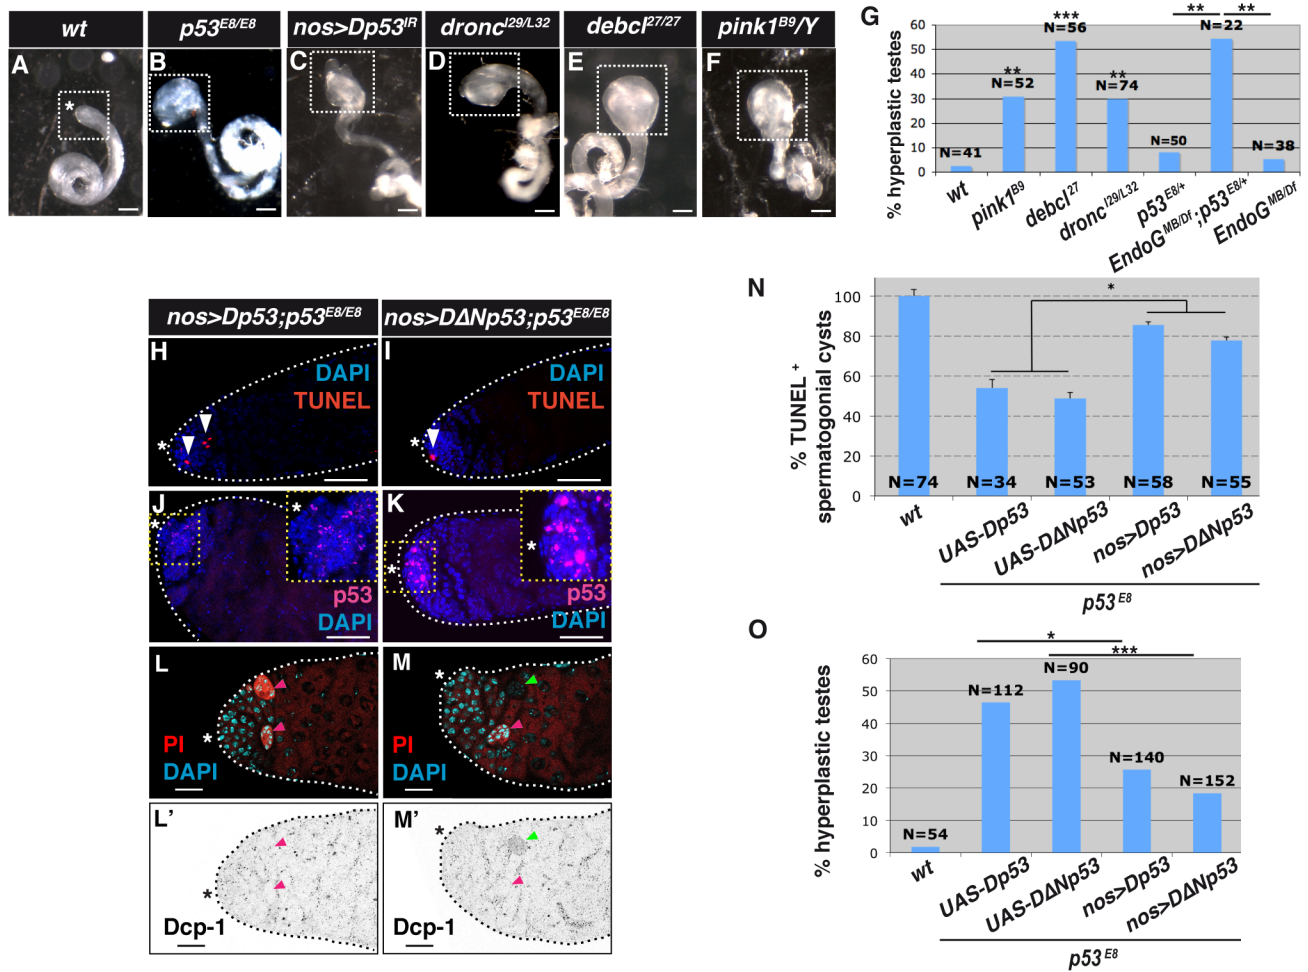 wt
p53E8/E8
nos>Dp53IR
droncI29/L32
debcl27/27
pink1B9/Y
A
*
B
C
D
E
F
G
% hyperplastic testes
60
50
40
30
20
10
0
** **
N=41
**
N=52
***
N=56
**
N=74
N=50
N=22
N=38
wt
pink1B9
debcl27
droncI29/L32
p53E8/+
EndoGMB/Df;p53E8/+
EndoGMB/Df
nos>Dp53;p53E8/E8
nos>DΔNp53;p53E8/E8
H
DAPI
TUNEL
*
I
DAPI
TUNEL
*
J
*
*
p53
DAPI
K
*
*
p53
DAPI
L
*
PI
DAPI
M
*
PI
DAPI
L'
*
Dcp-1
M'
*
Dcp-1
N
% TUNEL +
spermatogonial cysts
100
80
60
40
20
0
*
N=74
N=34
N=53
N=58
N=55
wt
UAS-Dp53
UAS-DΔNp53
nos>Dp53
nos>DΔNp53
p53E8
O
% hyperplastic testes
60
50
40
30
20
10
0
*
***
N=54
N=112
N=90
N=140
N=152
wt
UAS-Dp53
UAS-DΔNp53
nos>Dp53
nos>DΔNp53
p53E8